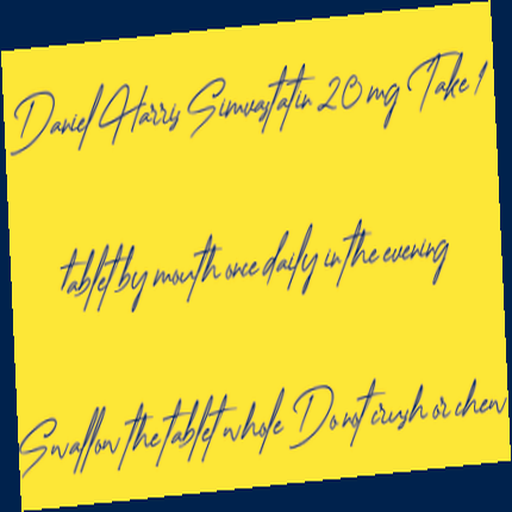 Daniel Harris Simvastatin 20 mg Take 1
tablet by mouth once daily in the evening
Swallow the tablet whole Do not crush or chew